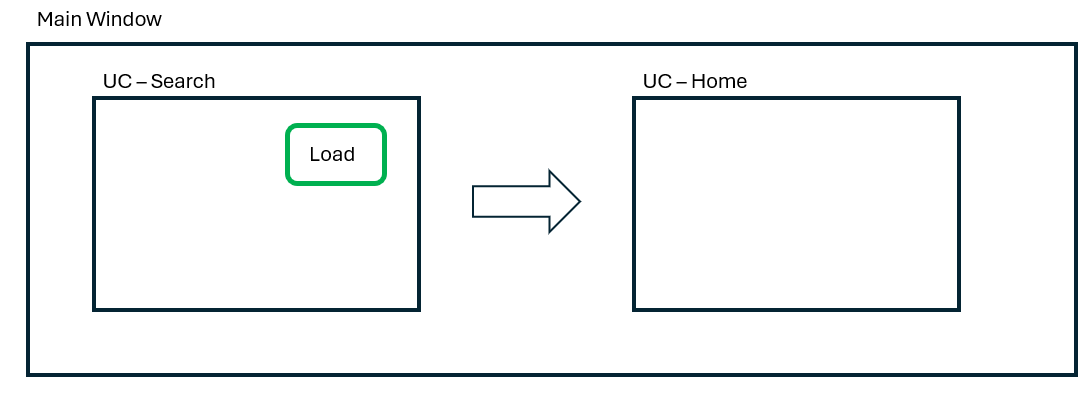 Main Window
UC – Search
UC – Home
Load